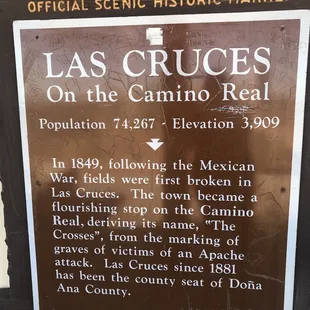 OFFICIAL SCENIC HISTORIC MARKER
LAS CRUCES
On the Camino Real
Population 74,267 - Elevation 3,909
In 1849, following the Mexican
War, fields were first broken in
Las Cruces. The town became a
flourishing stop on the Camino
Real, deriving its name, "The
Crosses", from the marking of
graves of victims of an Apache
attack. Las Cruces since 1881
has been the county seat of Doña
Ana County.